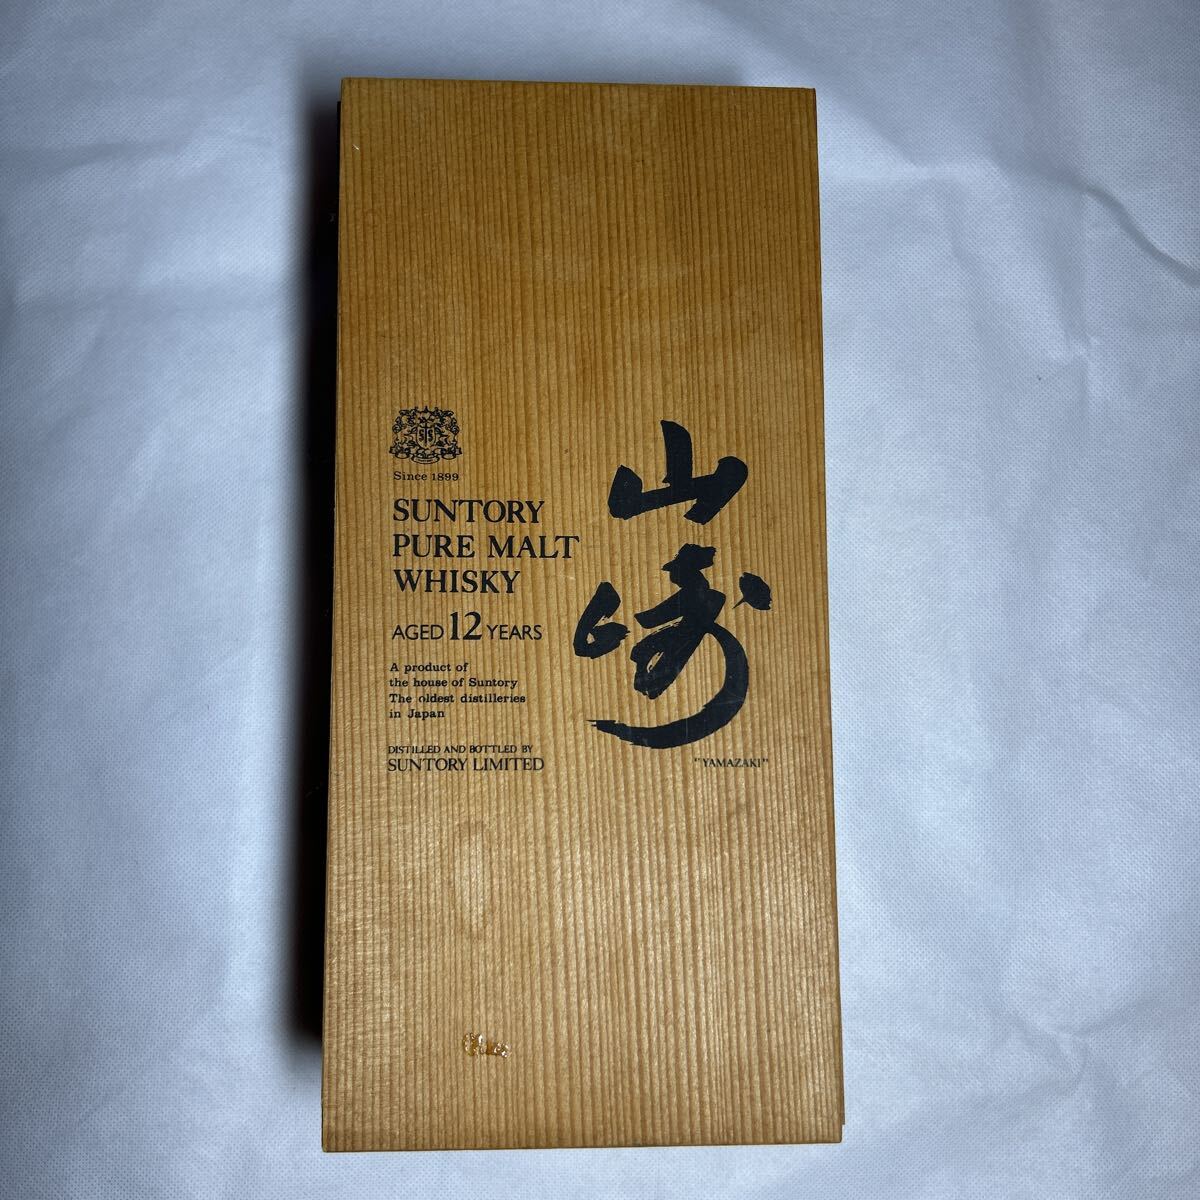 Since 1899
SUNTORY
PURE MALT
WHISKY
AGED 12 YEARS
A product of
the house of Suntory
The oldest distilleries
in Japan
DISTILLED AND BOTTLED BY
SUNTORY LIMITED
山崎
"YAMAZAKI"